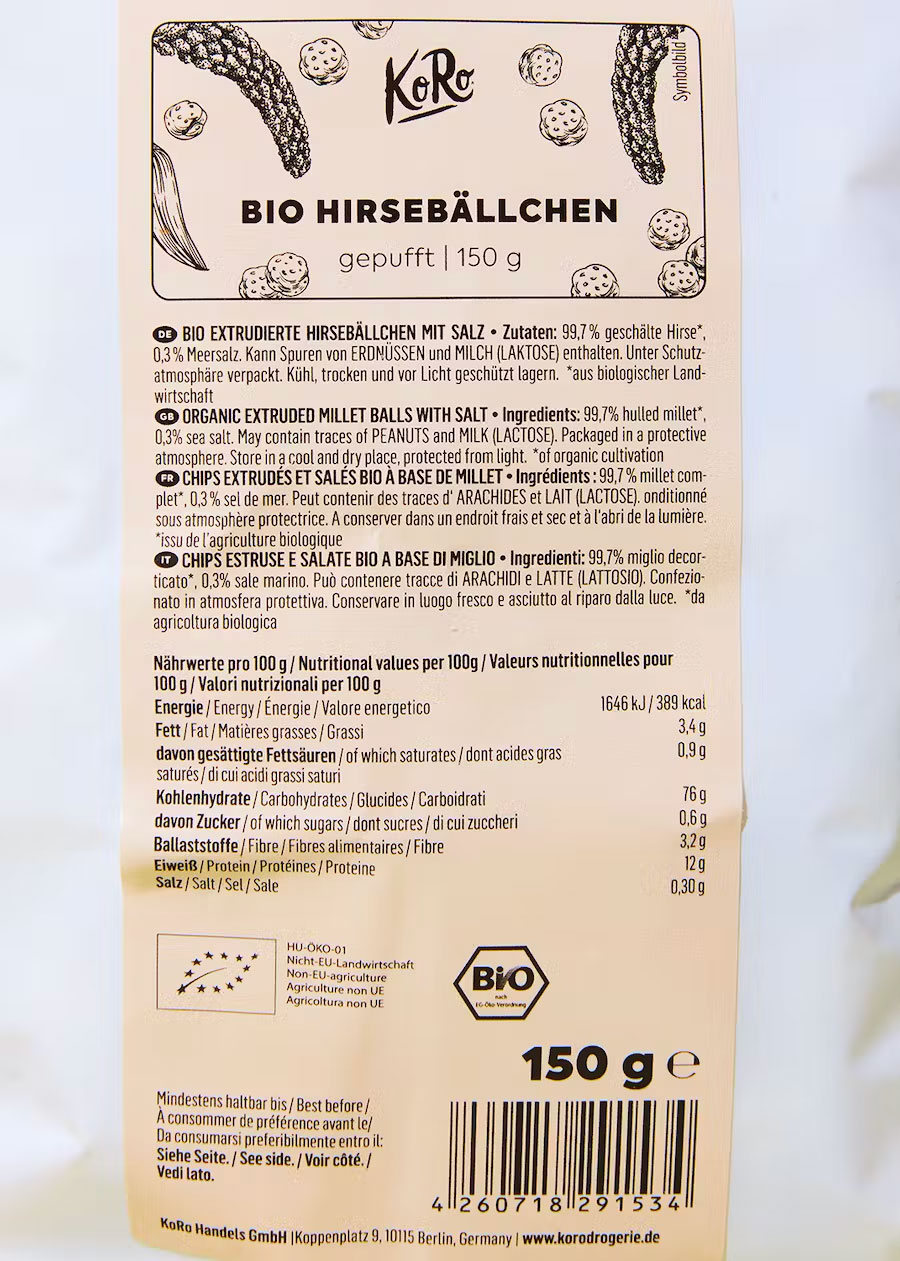 KoRo
Symbolbild
BIO HIRSEBÄLLCHEN
gepufft | 150 g
DE BIO EXTRUDIERTE HIRSEBÄLLCHEN MIT SALZ • Zutaten: 99,7% geschälte Hirse*,
0,3% Meersalz. Kann Spuren von ERDNÜSSEN und MILCH (LAKTOSE) enthalten. Unter Schutz-
atmosphäre verpackt. Kühl, trocken und vor Licht geschützt lagern. *aus biologischer Land-
wirtschaft
GB ORGANIC EXTRUDED MILLET BALLS WITH SALT • Ingredients: 99,7% hulled millet*,
0,3% sea salt. May contain traces of PEANUTS and MILK (LACTOSE). Packaged in a protective
atmosphere. Store in a cool and dry place, protected from light. *of organic cultivation
FR CHIPS EXTRUDÉS ET SALÉS BIO À BASE DE MILLET • Ingrédients : 99,7% millet com-
plet*, 0,3% sel de mer. Peut contenir des traces d' ARACHIDES et LAIT (LACTOSE). onditionné
sous atmosphère protectrice. A conserver dans un endroit frais et sec et à l'abri de la lumière.
*issu de l'agriculture biologique
IT CHIPS ESTRUSE E SALATE BIO A BASE DI MIGLIO • Ingredienti: 99,7% miglio decor-
ticato*, 0,3% sale marino. Può contenere tracce di ARACHIDI e LATTE (LATTOSIO). Confezio-
nato in atmosfera protettiva. Conservare in luogo fresco e asciutto al riparo dalla luce. *da
agricoltura biologica
Nährwerte pro 100 g / Nutritional values per 100g / Valeurs nutritionnelles pour
100 g / Valori nutrizionali per 100 g
Energie / Energy / Énergie / Valore energetico 1646 kJ / 389 kcal
Fett / Fat / Matières grasses / Grassi 3,4 g
davon gesättigte Fettsäuren / of which saturates / dont acides gras 0,9 g
saturés / di cui acidi grassi saturi
Kohlenhydrate / Carbohydrates / Glucides / Carboidrati 76 g
davon Zucker / of which sugars / dont sucres / di cui zuccheri 0,6 g
Ballaststoffe / Fibre / Fibres alimentaires / Fibre 3,2 g
Eiweiß / Protein / Protéines / Proteine 12 g
Salz / Salt / Sel / Sale 0,30 g
HU-ÖKO-01
Nicht-EU-Landwirtschaft
Non-EU-agriculture
Agriculture non UE
Agricoltura non UE
BiO
nach
EG-Öko-Verordnung
150 g e
Mindestens haltbar bis / Best before /
À consommer de préférence avant le/
Da consumarsi preferibilmente entro il:
Siehe Seite. / See side. / Voir côté. /
Vedi lato.
4 260718 291534
KoRo Handels GmbH | Koppenplatz 9, 10115 Berlin, Germany | www.korodrogerie.de